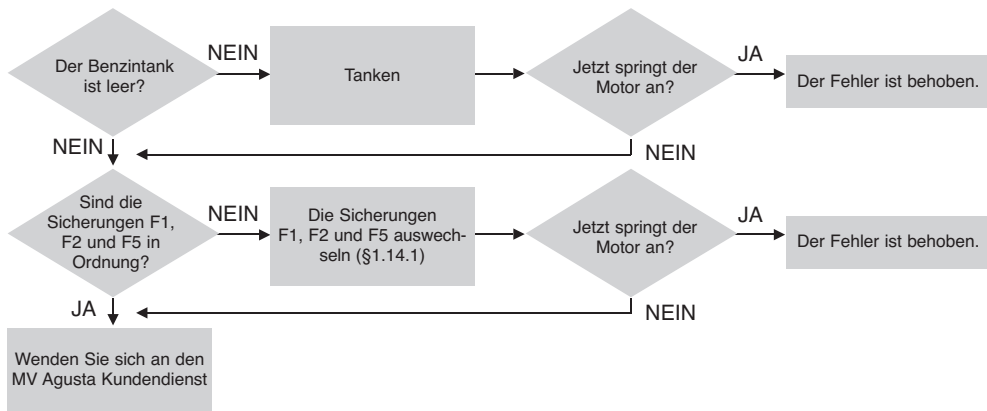 Der Benzintank
ist leer?
NEIN
Tanken
Jetzt springt der
Motor an?
JA
Der Fehler ist behoben.
NEIN
NEIN
Sind die
Sicherungen F1,
F2 und F5 in
Ordnung?
NEIN
Die Sicherungen
F1, F2 und F5 auswech-
seln (§1.14.1)
Jetzt springt der
Motor an?
JA
Der Fehler ist behoben.
JA
NEIN
Wenden Sie sich an den
MV Agusta Kundendienst